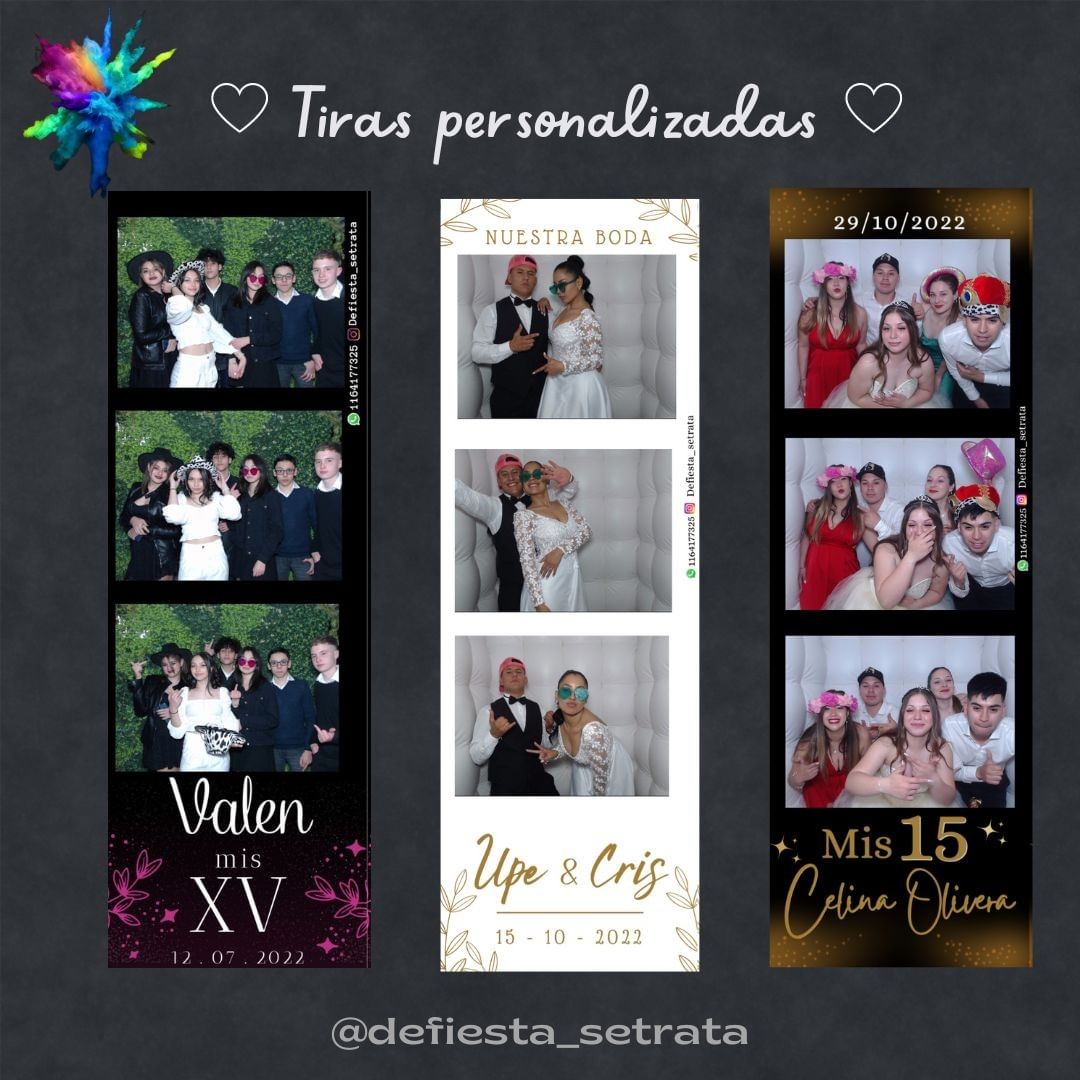 Tiras personalizadas
1164177325 Defiesta_setrata
Valen
mis
XV
12.07.2022
NUESTRA BODA
1164177325 Defiesta_setrata
Upe & Cris
15 - 10 - 2022
29/10/2022
1164177325 Defiesta_setrata
Mis 15
Celina Olivera
@defiesta_setrata